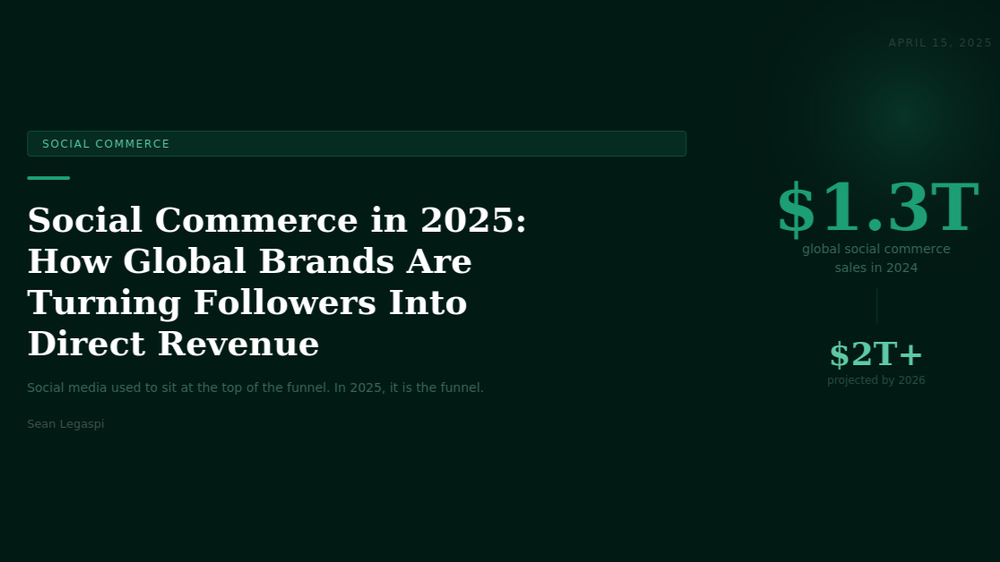 APRIL 15, 2025
SOCIAL COMMERCE
Social Commerce in 2025:
How Global Brands Are
Turning Followers Into
Direct Revenue
Social media used to sit at the top of the funnel. In 2025, it is the funnel.
Sean Legaspi
$1.3T
global social commerce
sales in 2024
$2T+
projected by 2026